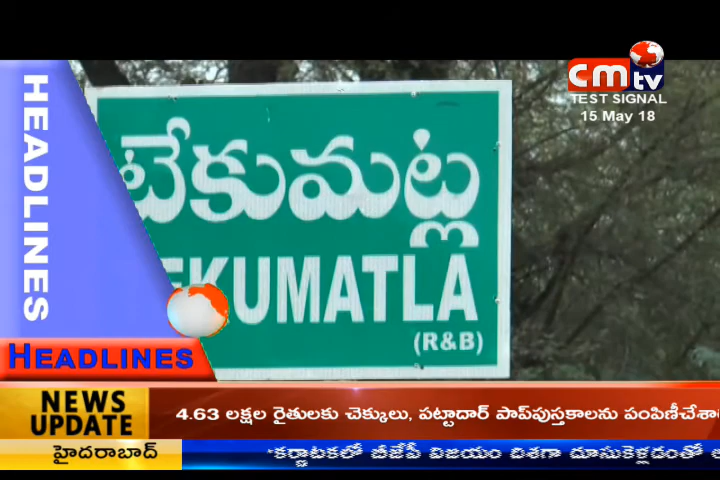 HEADLINES
cmtv
TEST SIGNAL
15 May 18
టేకుమట్ల
EKUMATLA
(R&B)
HEADLINES
NEWS UPDATE
4.63 లక్షల రైతులకు చెక్కులు, పట్టాదార్ పాస్‌పుస్తకాలను పంపిణీచేశా
హైదరాబాద్
*కర్ణాటకలో బీజేపీ విజయం దిశగా దూసుకెళ్లడంతో